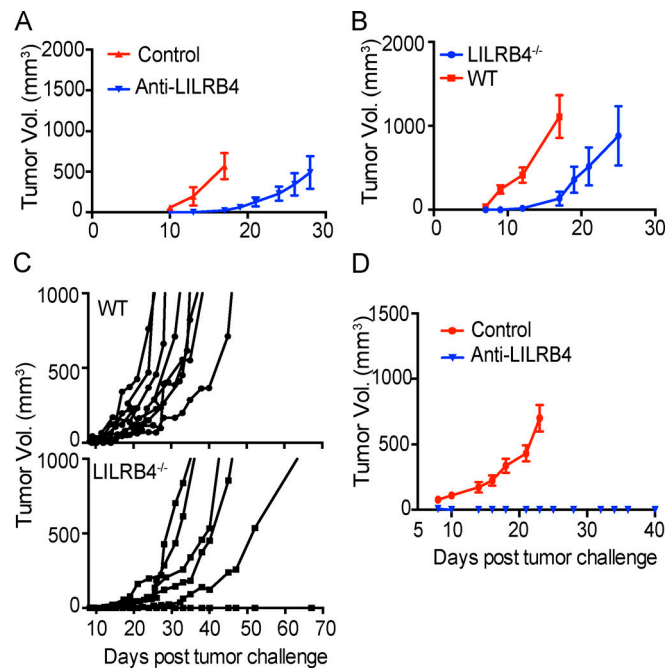 A
Control
Anti-LILRB4
Tumor Vol. (mm³)
2000
1500
1000
500
0
0 10 20 30
B
LILRB4⁻/⁻
WT
Tumor Vol. (mm³)
2000
1000
0
0 10 20 30
C
WT
1000
500
0
LILRB4⁻/⁻
1000
500
0
Tumor Vol. (mm³)
10 20 30 40 50 60 70
Days post tumor challenge
D
Control
Anti-LILRB4
Tumor Vol. (mm³)
1500
1000
500
0
5 10 20 30 40
Days post tumor challenge